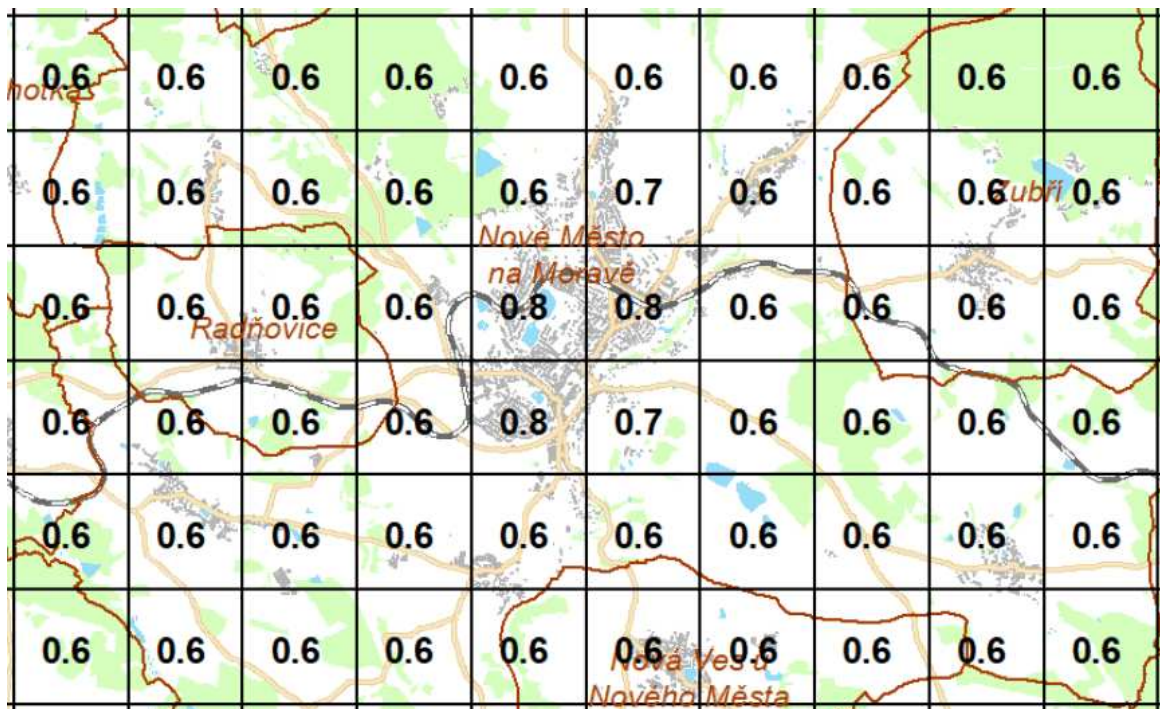 0.6 0.6 0.6 0.6 0.6 0.6 0.6 0.6 0.6 0.6
hotka
0.6 0.6 0.6 0.6 0.6 0.7 0.6 0.6 0.6 0.6
Zubří
Nové Město
na Moravě
0.6 0.6 0.6 0.6 0.8 0.8 0.6 0.6 0.6 0.6
Radňovice
0.6 0.6 0.6 0.6 0.8 0.7 0.6 0.6 0.6 0.6
0.6 0.6 0.6 0.6 0.6 0.6 0.6 0.6 0.6 0.6
0.6 0.6 0.6 0.6 0.6 0.6 0.6 0.6 0.6 0.6
Nová Ves u
Nového Města